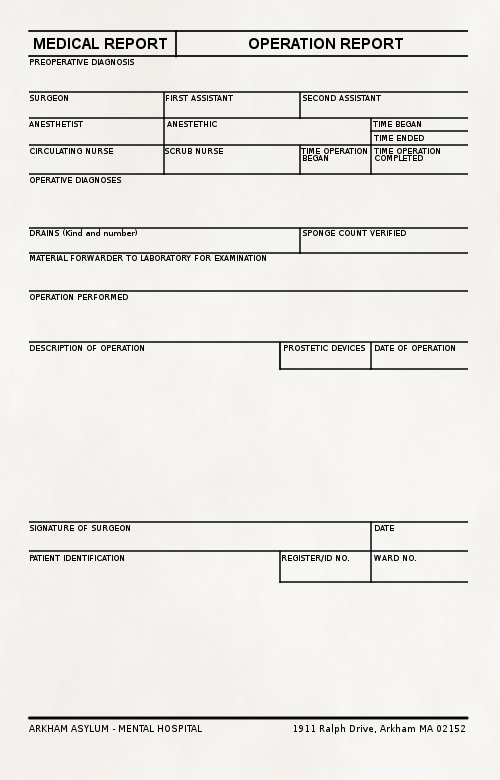 MEDICAL REPORT OPERATION REPORT
PREOPERATIVE DIAGNOSIS
SURGEON FIRST ASSISTANT SECOND ASSISTANT
ANESTHETIST ANESTETHIC TIME BEGAN
TIME ENDED
CIRCULATING NURSE SCRUB NURSE TIME OPERATION BEGAN TIME OPERATION COMPLETED
OPERATIVE DIAGNOSES
DRAINS (Kind and number) SPONGE COUNT VERIFIED
MATERIAL FORWARDER TO LABORATORY FOR EXAMINATION
OPERATION PERFORMED
DESCRIPTION OF OPERATION PROSTETIC DEVICES DATE OF OPERATION
SIGNATURE OF SURGEON DATE
PATIENT IDENTIFICATION REGISTER/ID NO. WARD NO.
ARKHAM ASYLUM - MENTAL HOSPITAL 1911 Ralph Drive, Arkham MA 02152